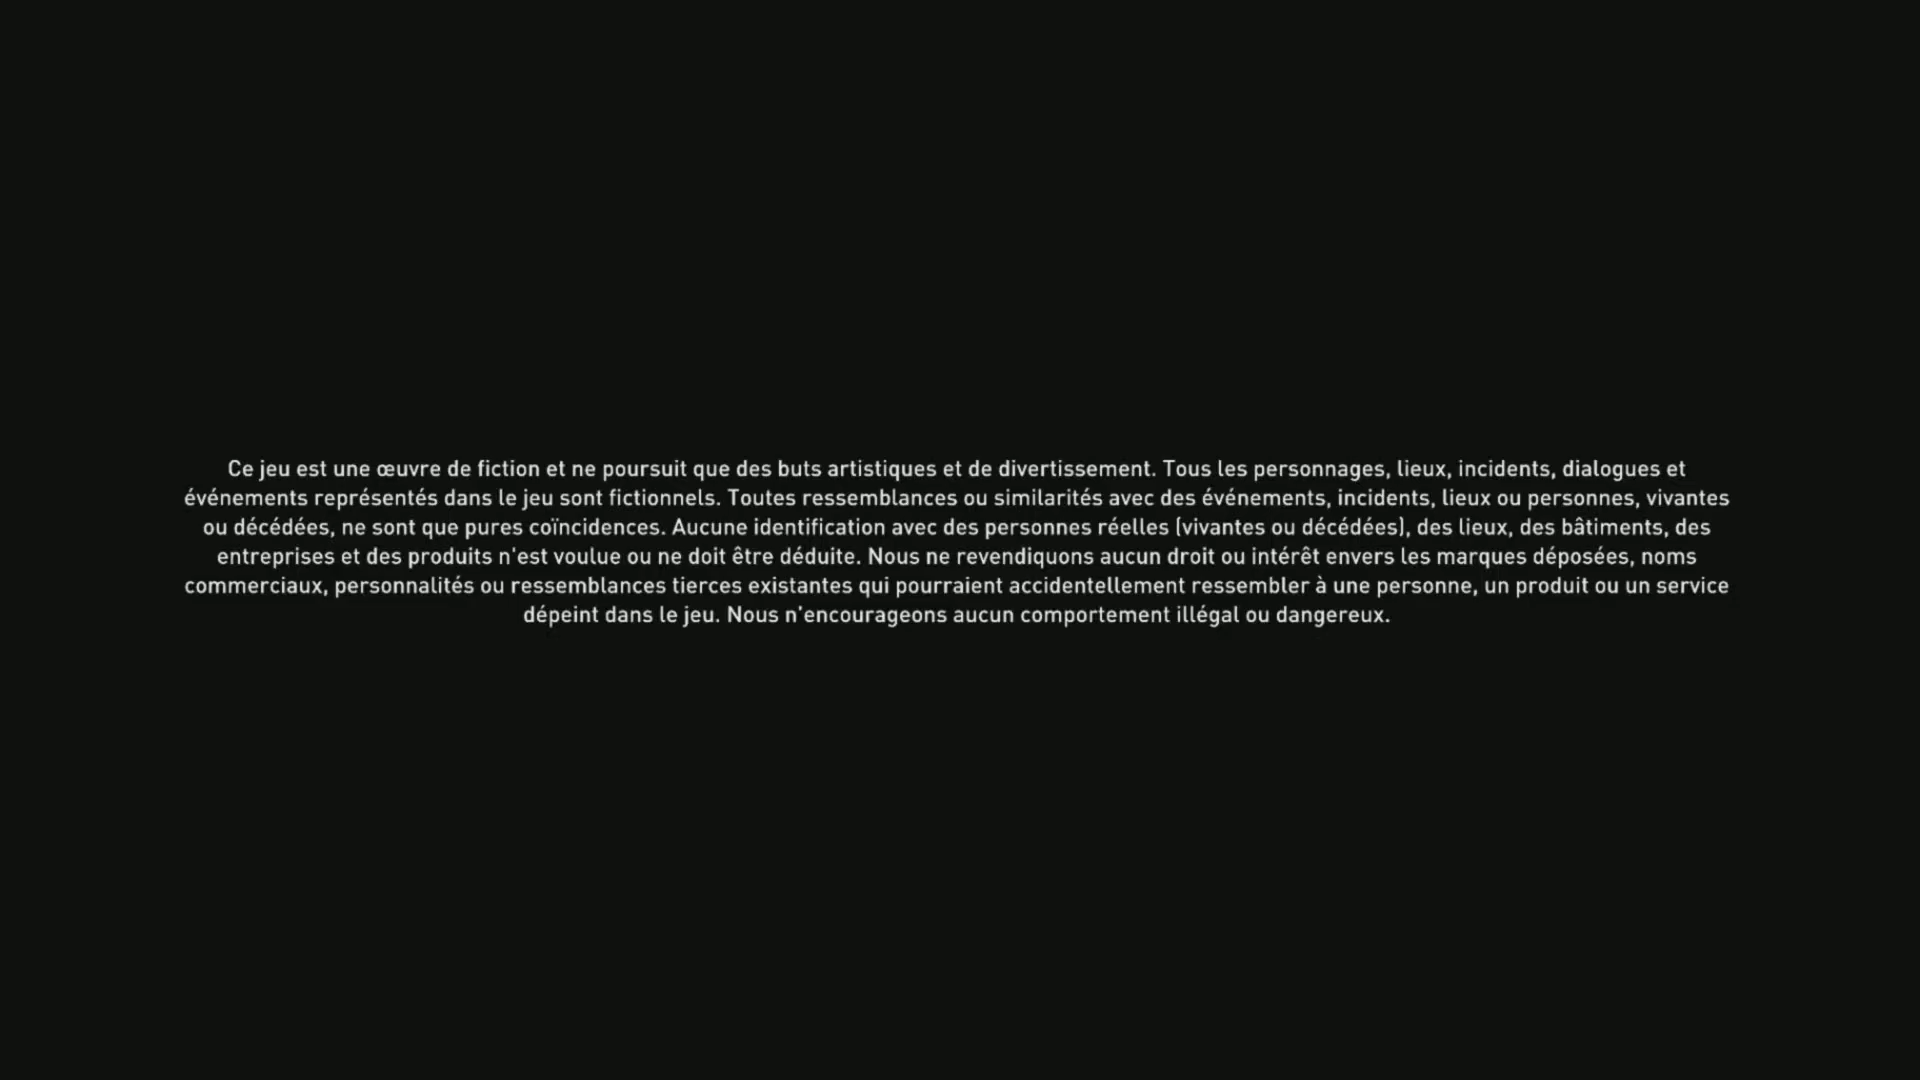 Ce jeu est une œuvre de fiction et ne poursuit que des buts artistiques et de divertissement. Tous les personnages, lieux, incidents, dialogues et
événements représentés dans le jeu sont fictionnels. Toutes ressemblances ou similarités avec des événements, incidents, lieux ou personnes, vivantes
ou décédées, ne sont que pures coïncidences. Aucune identification avec des personnes réelles (vivantes ou décédées), des lieux, des bâtiments, des
entreprises et des produits n'est voulue ou ne doit être déduite. Nous ne revendiquons aucun droit ou intérêt envers les marques déposées, noms
commerciaux, personnalités ou ressemblances tierces existantes qui pourraient accidentellement ressembler à une personne, un produit ou un service
dépeint dans le jeu. Nous n'encourageons aucun comportement illégal ou dangereux.